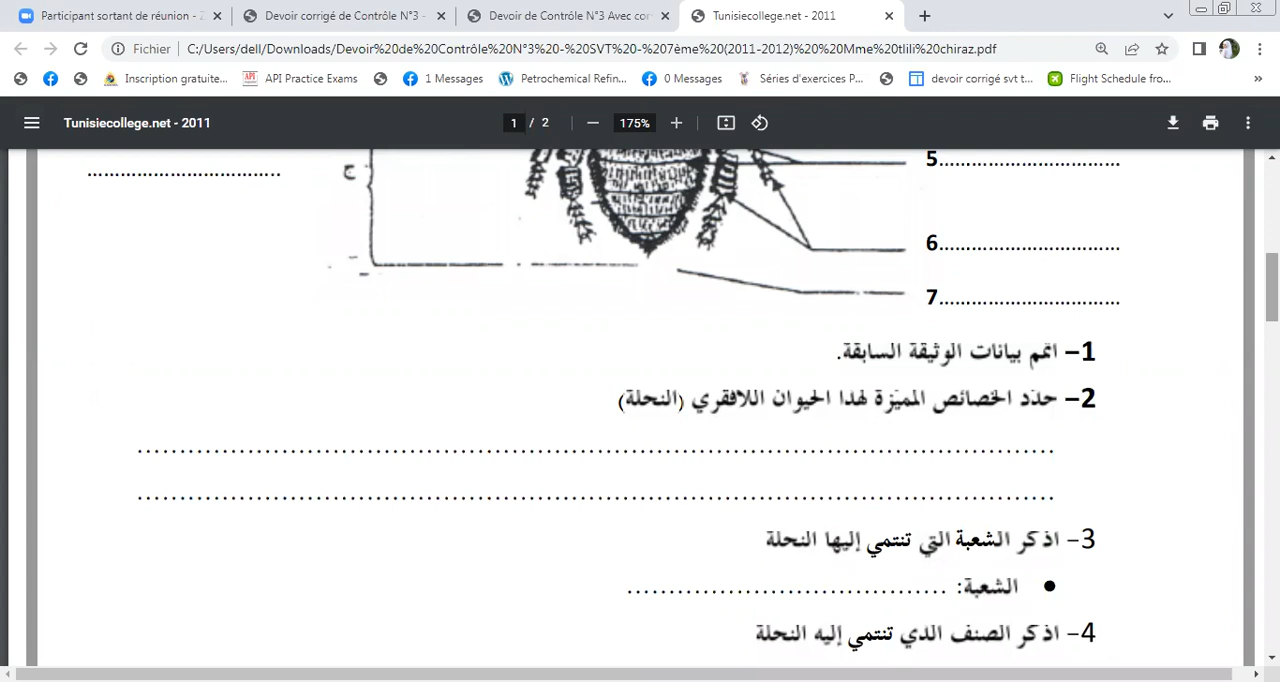 Participant sortant de réunion - Z
Devoir corrigé de Contrôle N°3 -
Devoir de Contrôle N°3 Avec cor
Tunisiecollege.net - 2011
Fichier
C:/Users/dell/Downloads/Devoir%20de%20Contrôle%20N°3%20-%20SVT%20-%207ème%20(2011-2012)%20%20Mme%20tlili%20chiraz.pdf
Inscription gratuite...
API Practice Exams
1 Messages
Petrochemical Refin...
0 Messages
Séries d'exercices P...
devoir corrigé svt t...
Flight Schedule fro...
»
Tunisiecollege.net - 2011
1 / 2
175%
ج
..................................
5.................................
6.................................
7.................................
1- اتمم بيانات الوثيقة السابقة.
2- حدّد الخصائص المميّزة لهذا الحيوان اللافقري (النحلة)
........................................................................................
........................................................................................
3- اذكر الشعبة التي تنتمي إليها النحلة
● الشعبة: ......................................
4- اذكر الصنف الذي تنتمي إليه النحلة